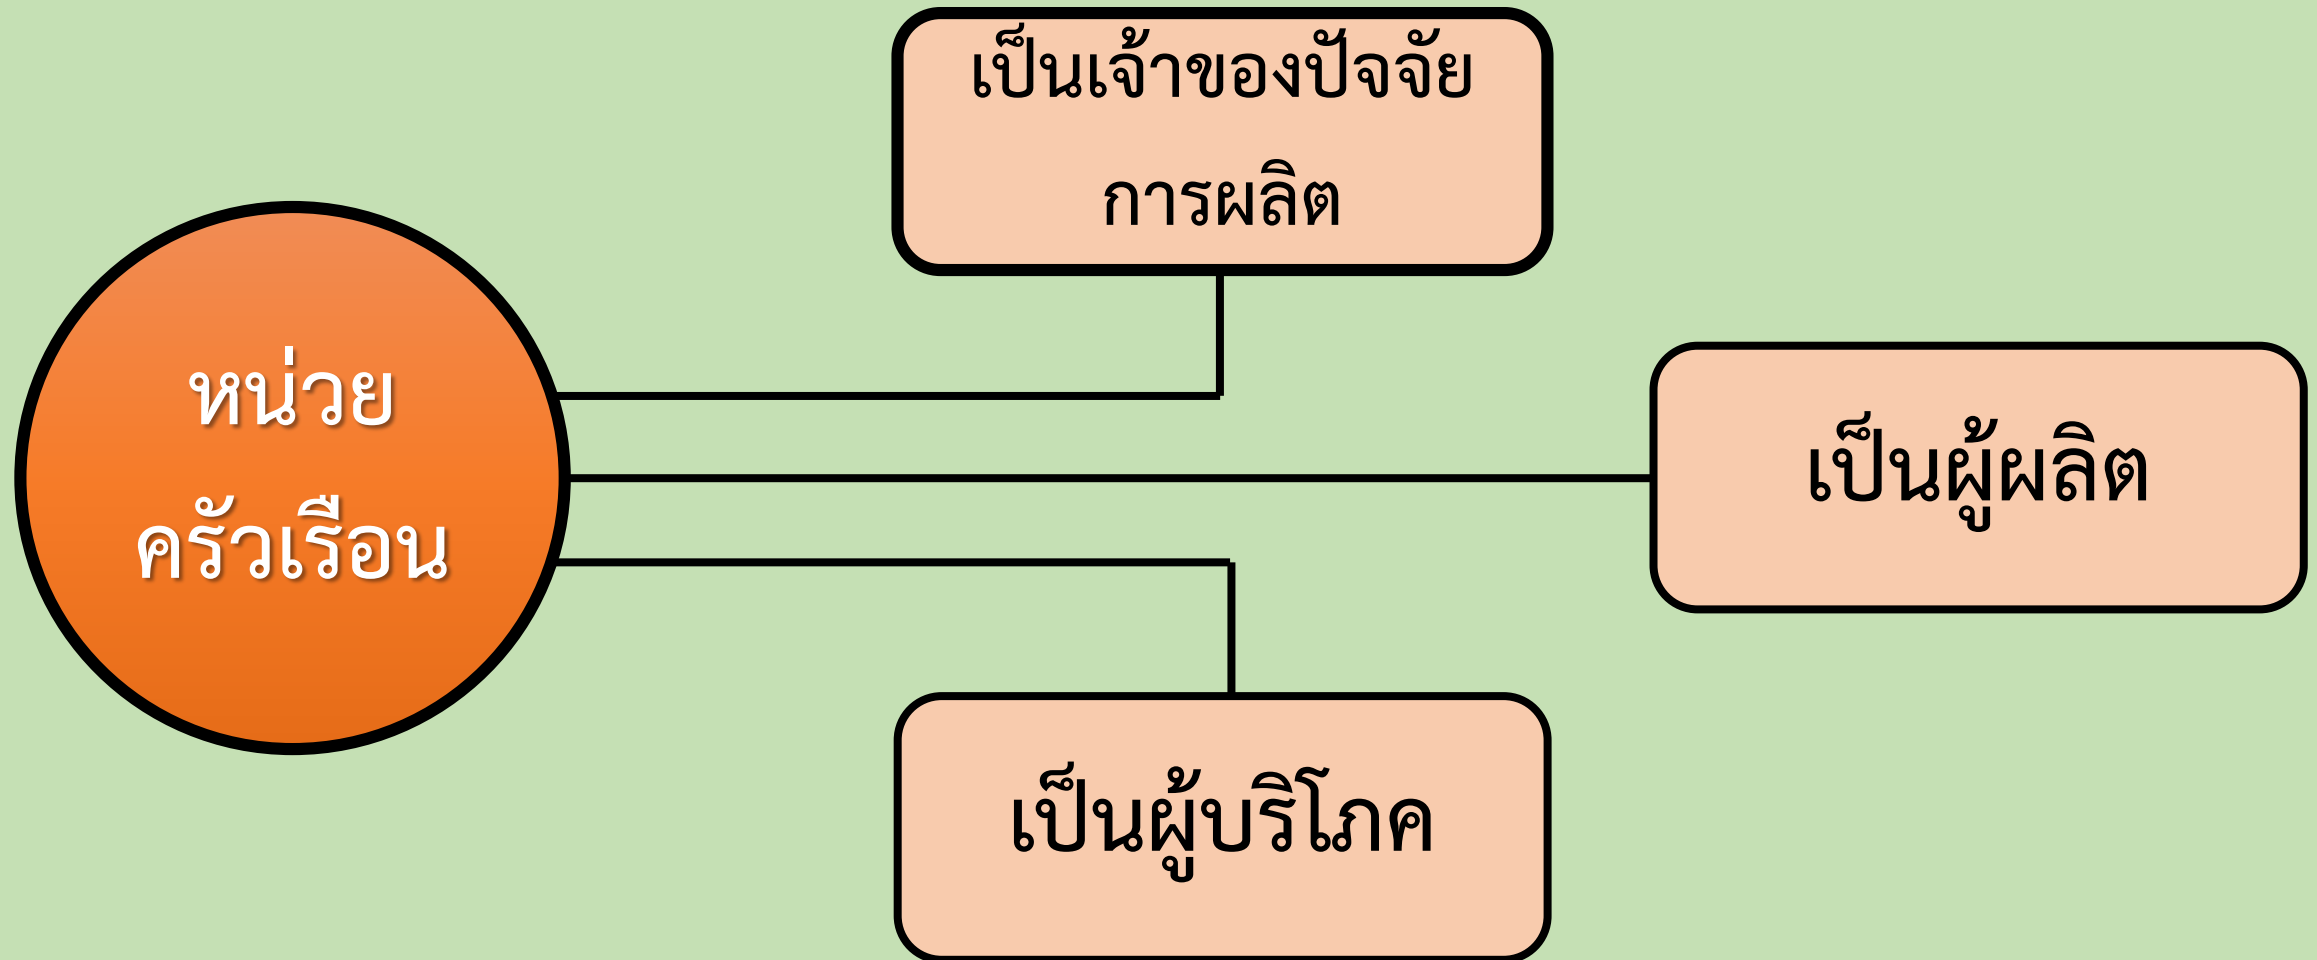 เป็นเจ้าของปัจจัย
การผลิต
หน่วย
ครัวเรือน
เป็นผู้ผลิต
เป็นผู้บริโภค